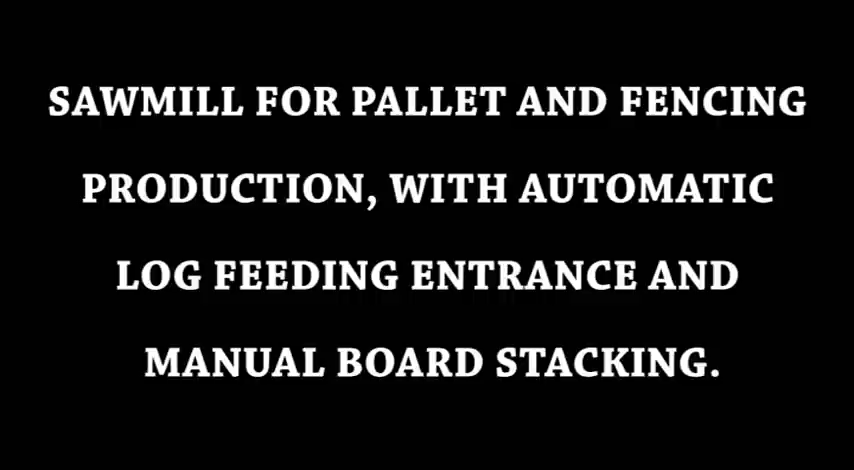 SAWMILL FOR PALLET AND FENCING
PRODUCTION, WITH AUTOMATIC
LOG FEEDING ENTRANCE AND
MANUAL BOARD STACKING.